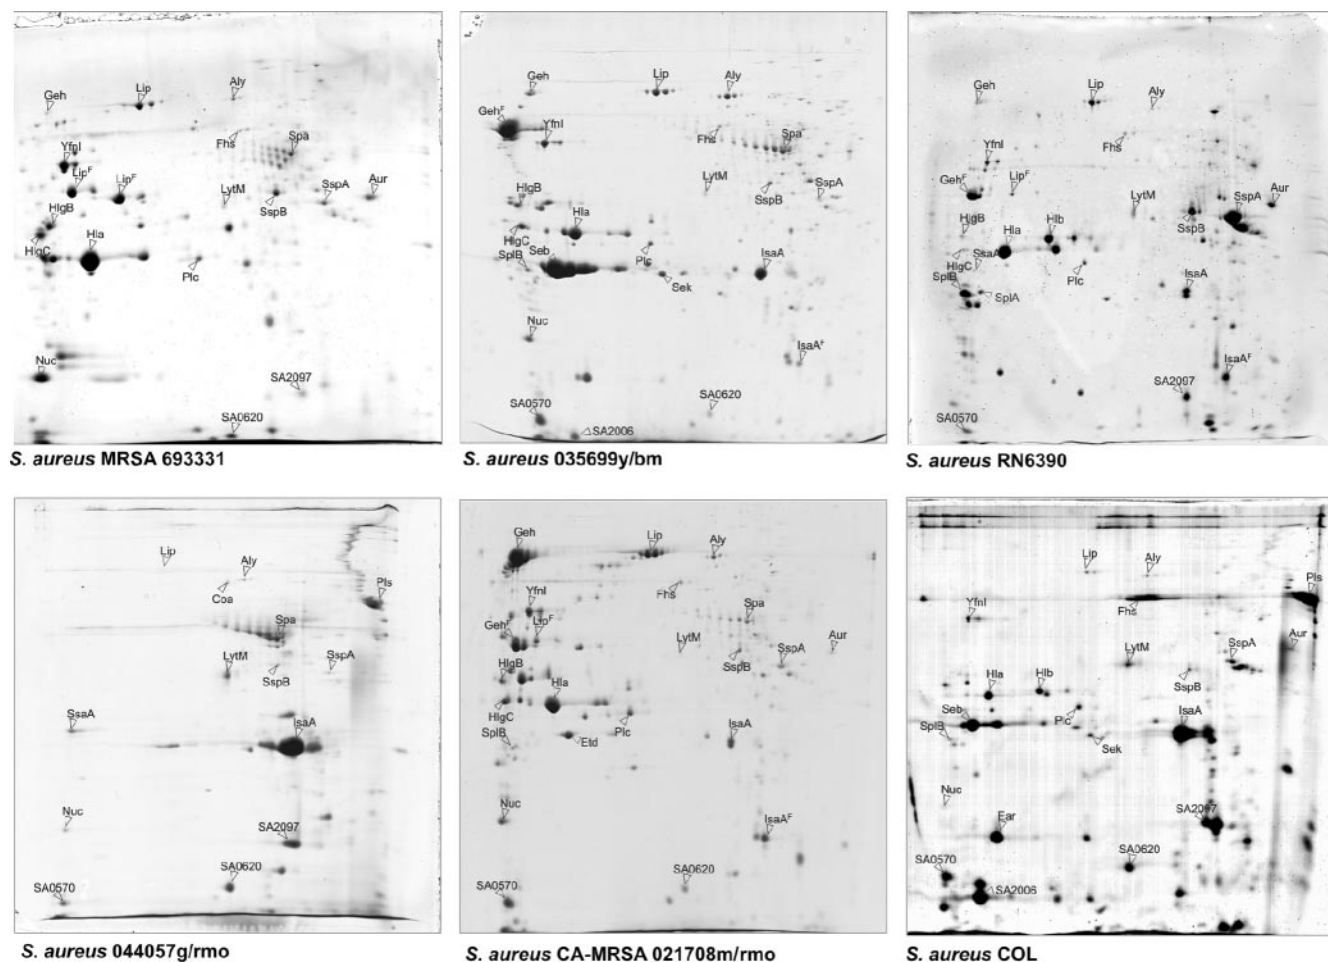 Geh
Lip
Aly
Fhs
Spa
YfnI
Lip^F
Lip^F
LytM
SspB
SspA
Aur
HlgB
HlgC
Hla
Plc
Nuc
SA2097
SA0620
S. aureus MRSA 693331
Geh
Lip
Aly
Geh^F
YfnI
Fhs
Spa
HlgB
LytM
SspB
SspA
HlgC
Hla
SplB
Seb
Plc
Sek
IsaA
Nuc
IsaA^F
SA0570
SA0620
SA2006
S. aureus 035699y/bm
Geh
Lip
Aly
Fhs
YfnI
Geh^F
Lip^F
LytM
SspB
SspA
Aur
HlgB
Hla
Hlb
HlgC
SsaA
Plc
SplB
SplA
IsaA
IsaA^F
SA2097
SA0570
S. aureus RN6390
Lip
Aly
Coa
Pls
Spa
LytM
SspB
SspA
SsaA
IsaA
Nuc
SA2097
SA0620
SA0570
S. aureus 044057g/rmo
Geh
Lip
Aly
Fhs
YfnI
Spa
Geh^F
Lip^F
LytM
SspB
SspA
Aur
HlgB
Hla
HlgC
Plc
SplB
Etd
IsaA
Nuc
IsaA^F
SA0620
SA0570
S. aureus CA-MRSA 021708m/rmo
Lip
Aly
Pls
YfnI
Fhs
Aur
LytM
SspA
SspB
Hla
Hlb
Seb
Plc
IsaA
SplB
Sek
Nuc
Ear
SA2097
SA0570
SA0620
SA2006
S. aureus COL